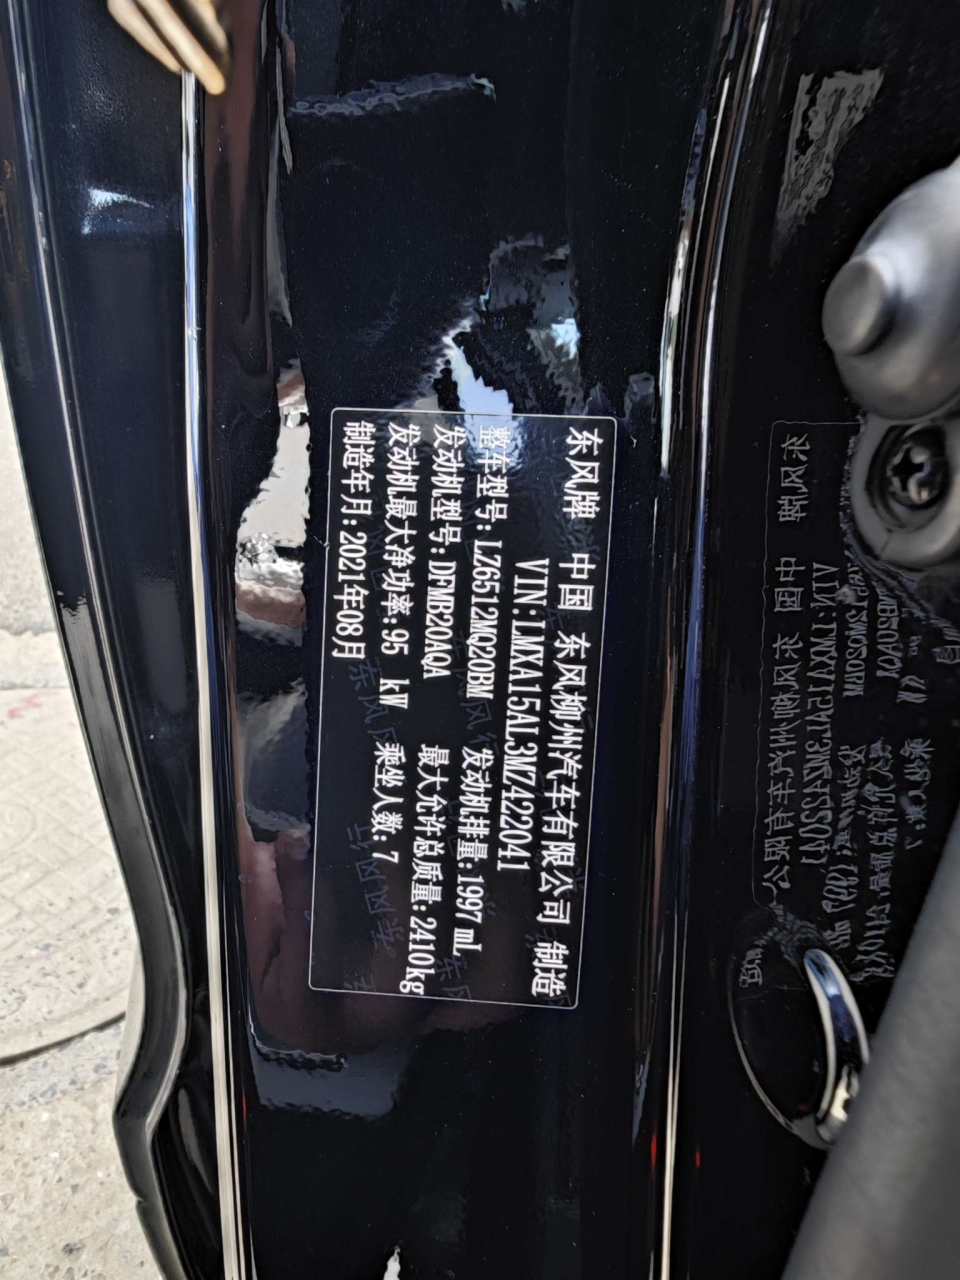 东风牌 中国 东风柳州汽车有限公司 制造
VIN:LMXA15AL3MZ422041
整车型号:LZ6512MQ20BM 发动机排量:1997 mL
发动机型号:DFMB20AQA 最大允许总质量:2410kg
发动机最大净功率:95 kW 乘坐人数:7
制造年月:2021年08月